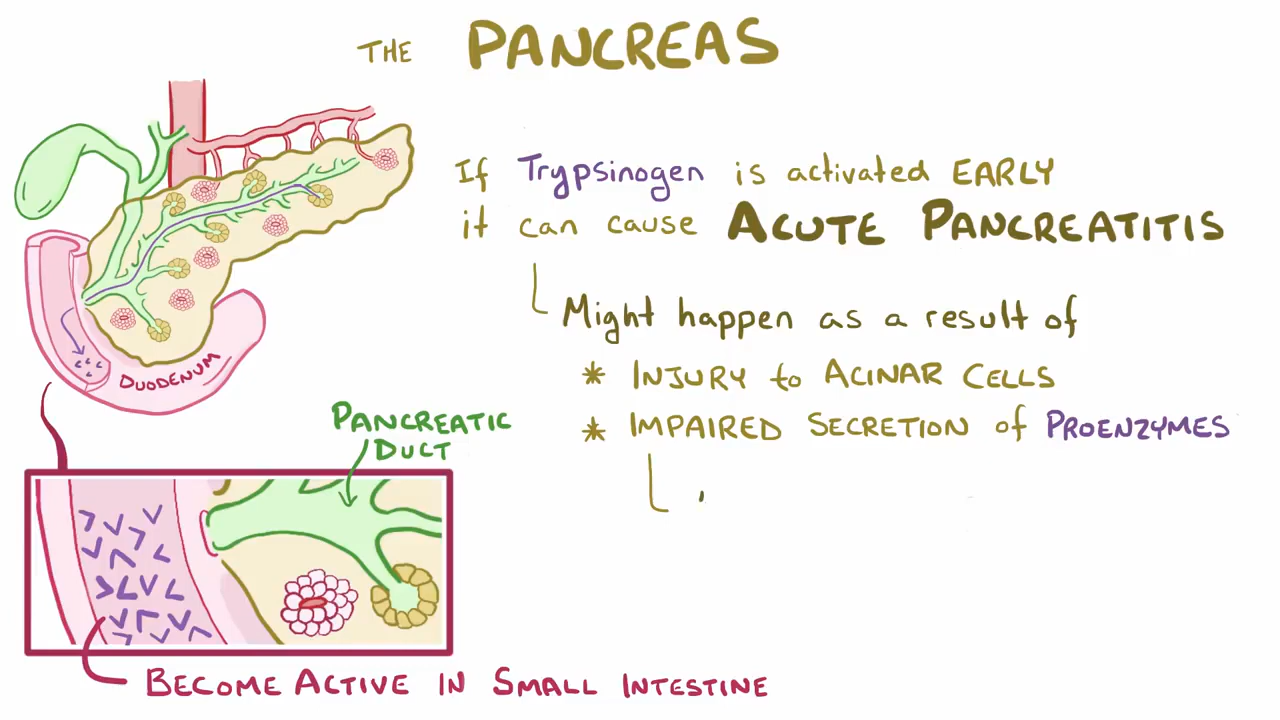 THE PANCREAS
If Trypsinogen is activated EARLY
it can cause ACUTE PANCREATITIS
Might happen as a result of
* INJURY to ACINAR CELLS
* IMPAIRED SECRETION of PROENZYMES
DUODENUM
PANCREATIC
DUCT
BECOME ACTIVE IN SMALL INTESTINE